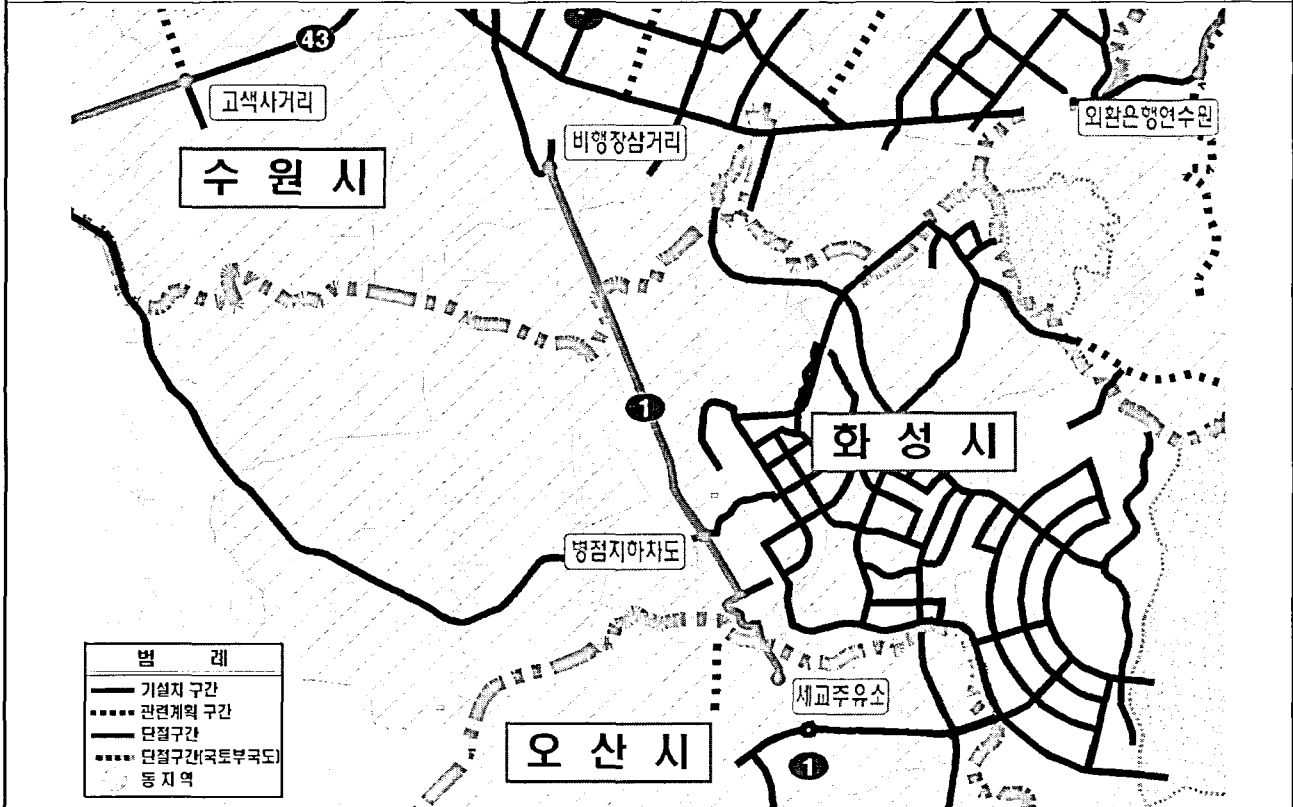 43
고색사거리
비행장삼거리
외환은행연수원
수 원 시
1
화 성 시
병점지하차도
세교주유소
오 산 시
1
범 례
기설치 구간
관련계획 구간
단절구간
단절구간(국토부국도)
동 지 역